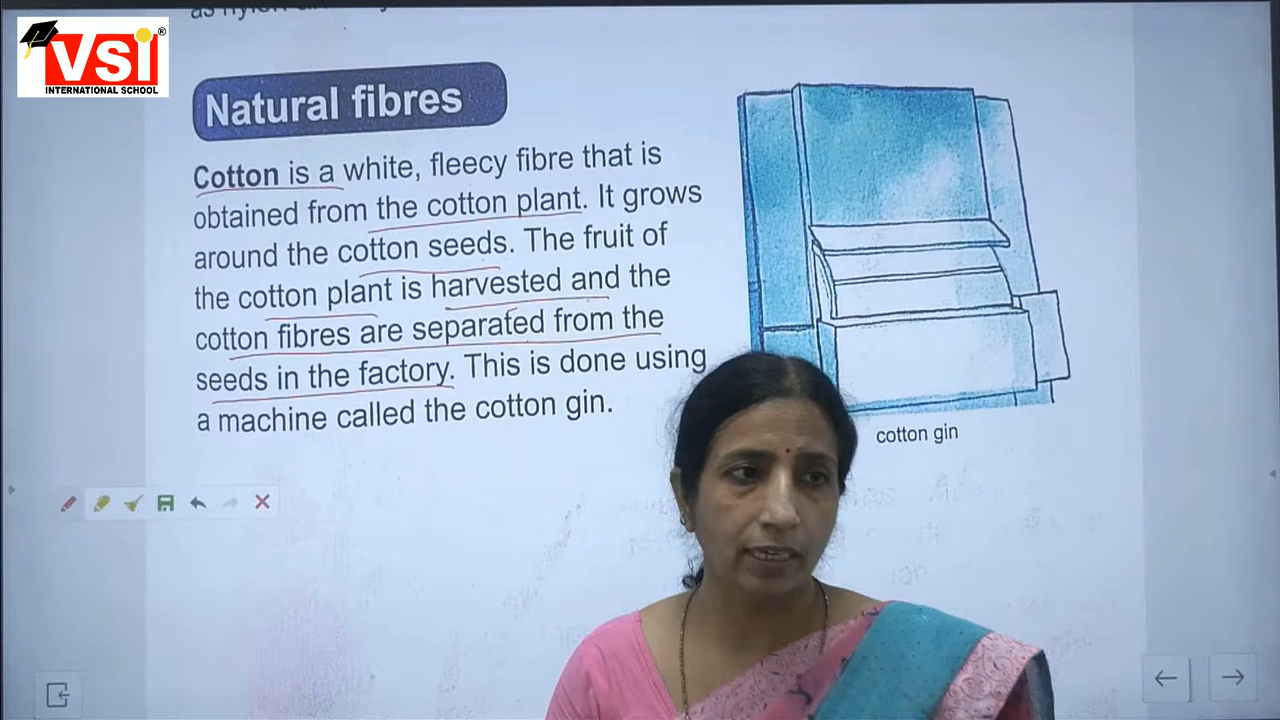 VSI
INTERNATIONAL SCHOOL
Natural fibres
Cotton is a white, fleecy fibre that is
obtained from the cotton plant. It grows
around the cotton seeds. The fruit of
the cotton plant is harvested and the
cotton fibres are separated from the
seeds in the factory. This is done using
a machine called the cotton gin.
cotton gin